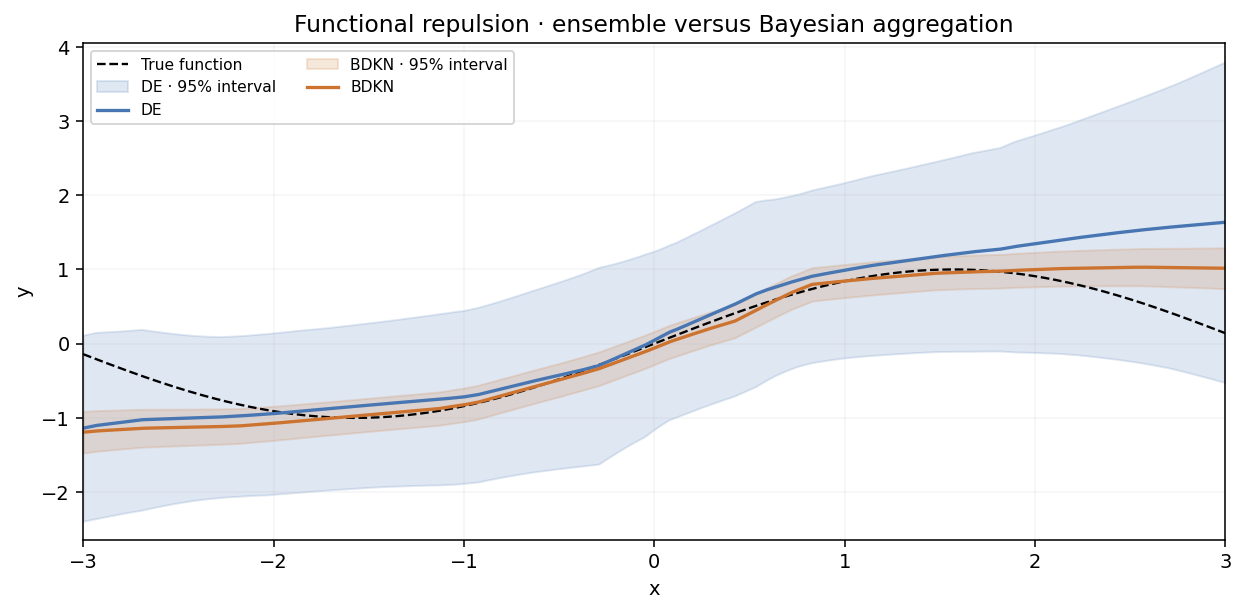 Functional repulsion · ensemble versus Bayesian aggregation
True function
DE · 95% interval
DE
BDKN · 95% interval
BDKN
y
4
3
2
1
0
−1
−2
−3
−2
−1
0
1
2
3
x